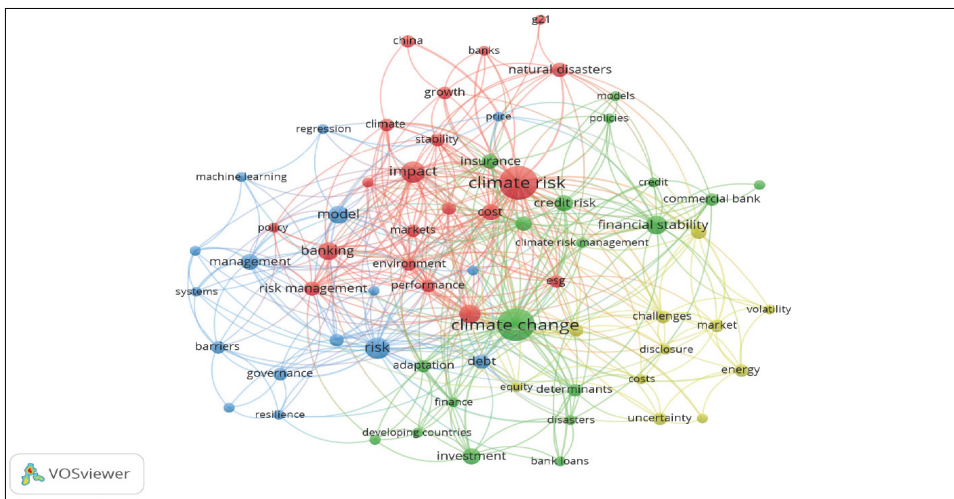 g21
china
banks
natural disasters
growth
models
price
policies
climate
regression
stability
insurance
impact
machine learning
climate risk
credit
commercial bank
credit risk
cost
model
policy
markets
financial stability
climate risk management
banking
management
environment
esg
performance
risk management
systems
volatility
challenges
market
climate change
barriers
risk
disclosure
debt
adaptation
energy
governance
costs
equity
determinants
finance
resilience
disasters
uncertainty
developing countries
investment
bank loans
VOSviewer